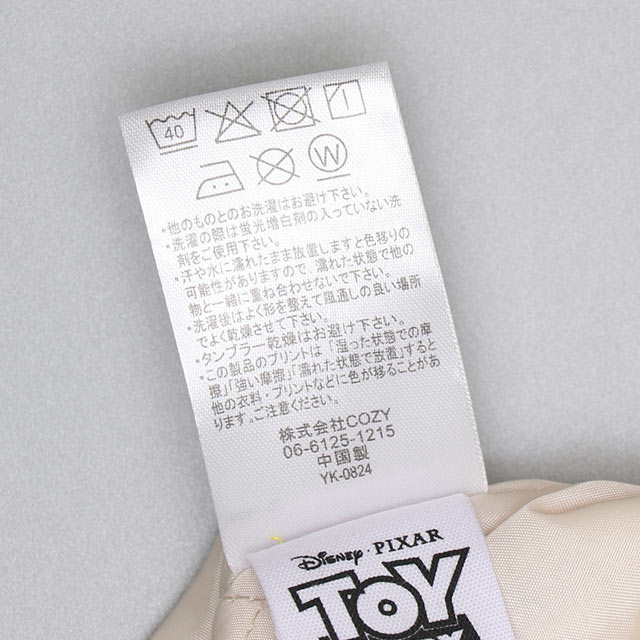 40
W
・他のものとのお洗濯はお避け下さい。
・洗濯の際は蛍光増白剤の入っていない洗
剤をご使用下さい。
・汗や水に濡れたまま放置しますと色移りの
可能性がありますので、濡れた状態で他の
物と一緒に重ね合わせないで下さい。
・洗濯後はよく形を整えて風通しの良い場所
でよく乾燥させて下さい。
・タンブラー乾燥はお避け下さい。
・この製品のプリントは「湿った状態での摩
擦」「強い摩擦」「濡れた状態で放置」すると
他の衣料・プリントなどに色が移ることがあ
ります。ご注意ください。
株式会社COZY
06-6125-1215
中国製
YK-0824
Disney・PIXAR
TOY